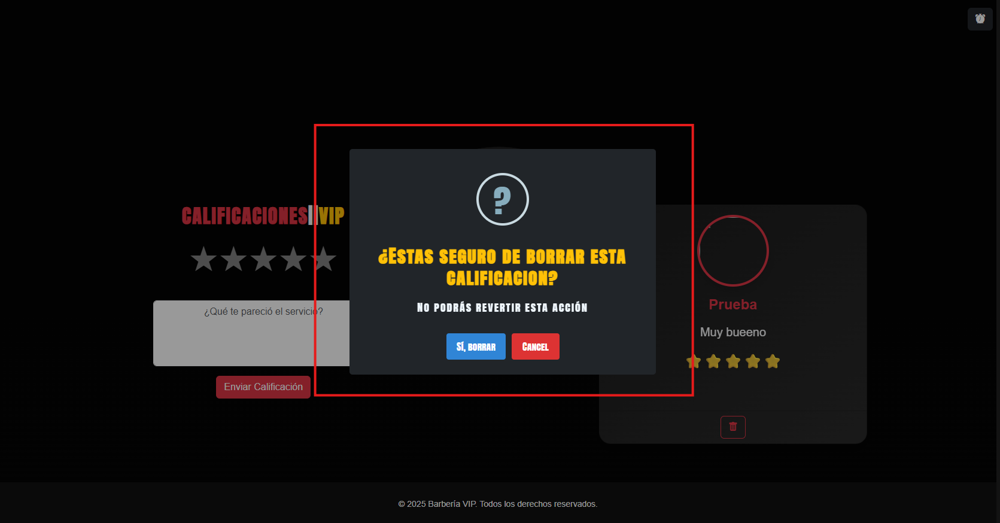 CALIFICACIONES||VIP
¿Qué te pareció el servicio?
Enviar Calificación
?
¿Estas seguro de borrar esta
calificacion?
No podrás revertir esta acción
Sí, borrar
Cancel
Prueba
Muy bueeno
© 2025 Barbería VIP. Todos los derechos reservados.